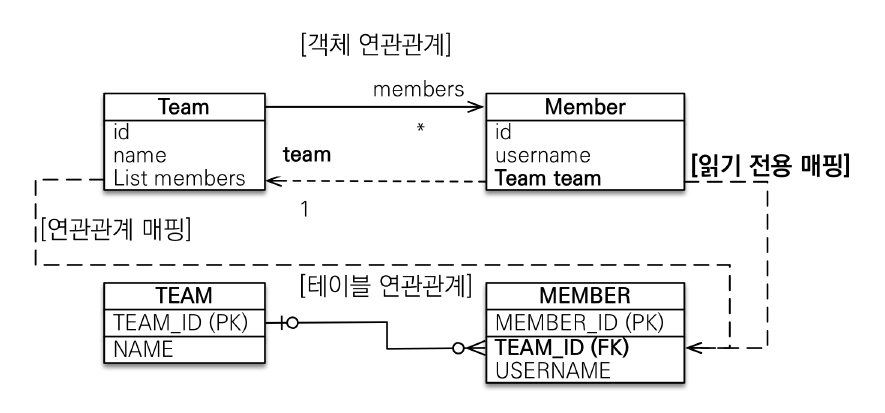 [객체 연관관계]
members
Team
id
name
List members
*
team
1
Member
id
username
Team team
[읽기 전용 매핑]
[연관관계 매핑]
[테이블 연관관계]
TEAM
TEAM_ID (PK)
NAME
MEMBER
MEMBER_ID (PK)
TEAM_ID (FK)
USERNAME